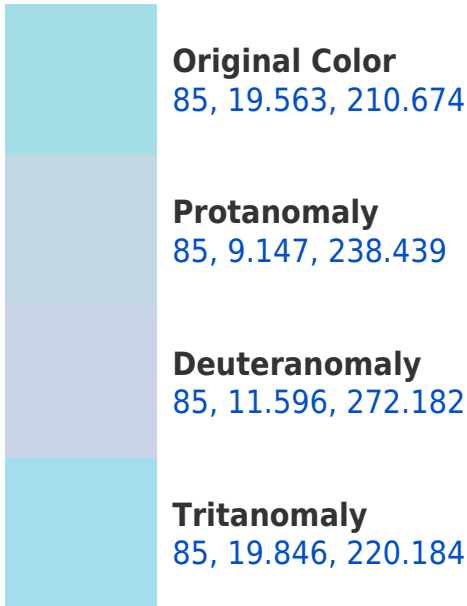 Original Color
85, 19.563, 210.674
Protanomaly
85, 9.147, 238.439
Deuteranomaly
85, 11.596, 272.182
Tritanomaly
85, 19.846, 220.184